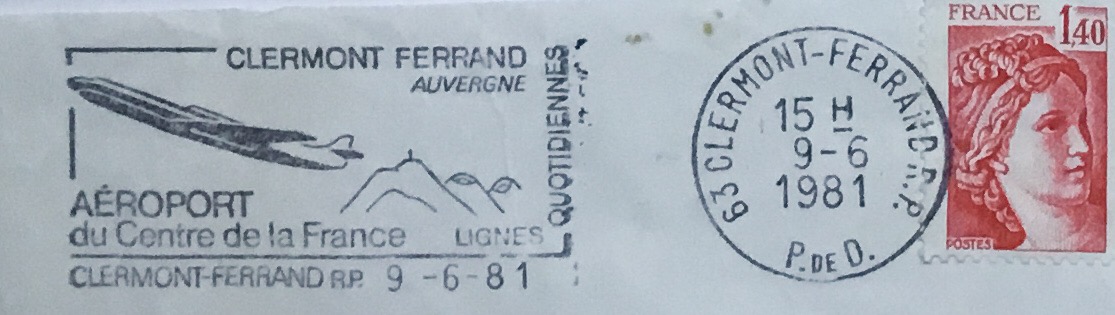 CLERMONT FERRAND
AUVERGNE
AÉROPORT
du Centre de la France
LIGNES
QUOTIDIENNES
CLERMONT-FERRAND R.P. 9 -6-81
63 CLERMONT-FERRAND R.P.
15 H
9-6
1981
P. DE D.
FRANCE
1,40
POSTES